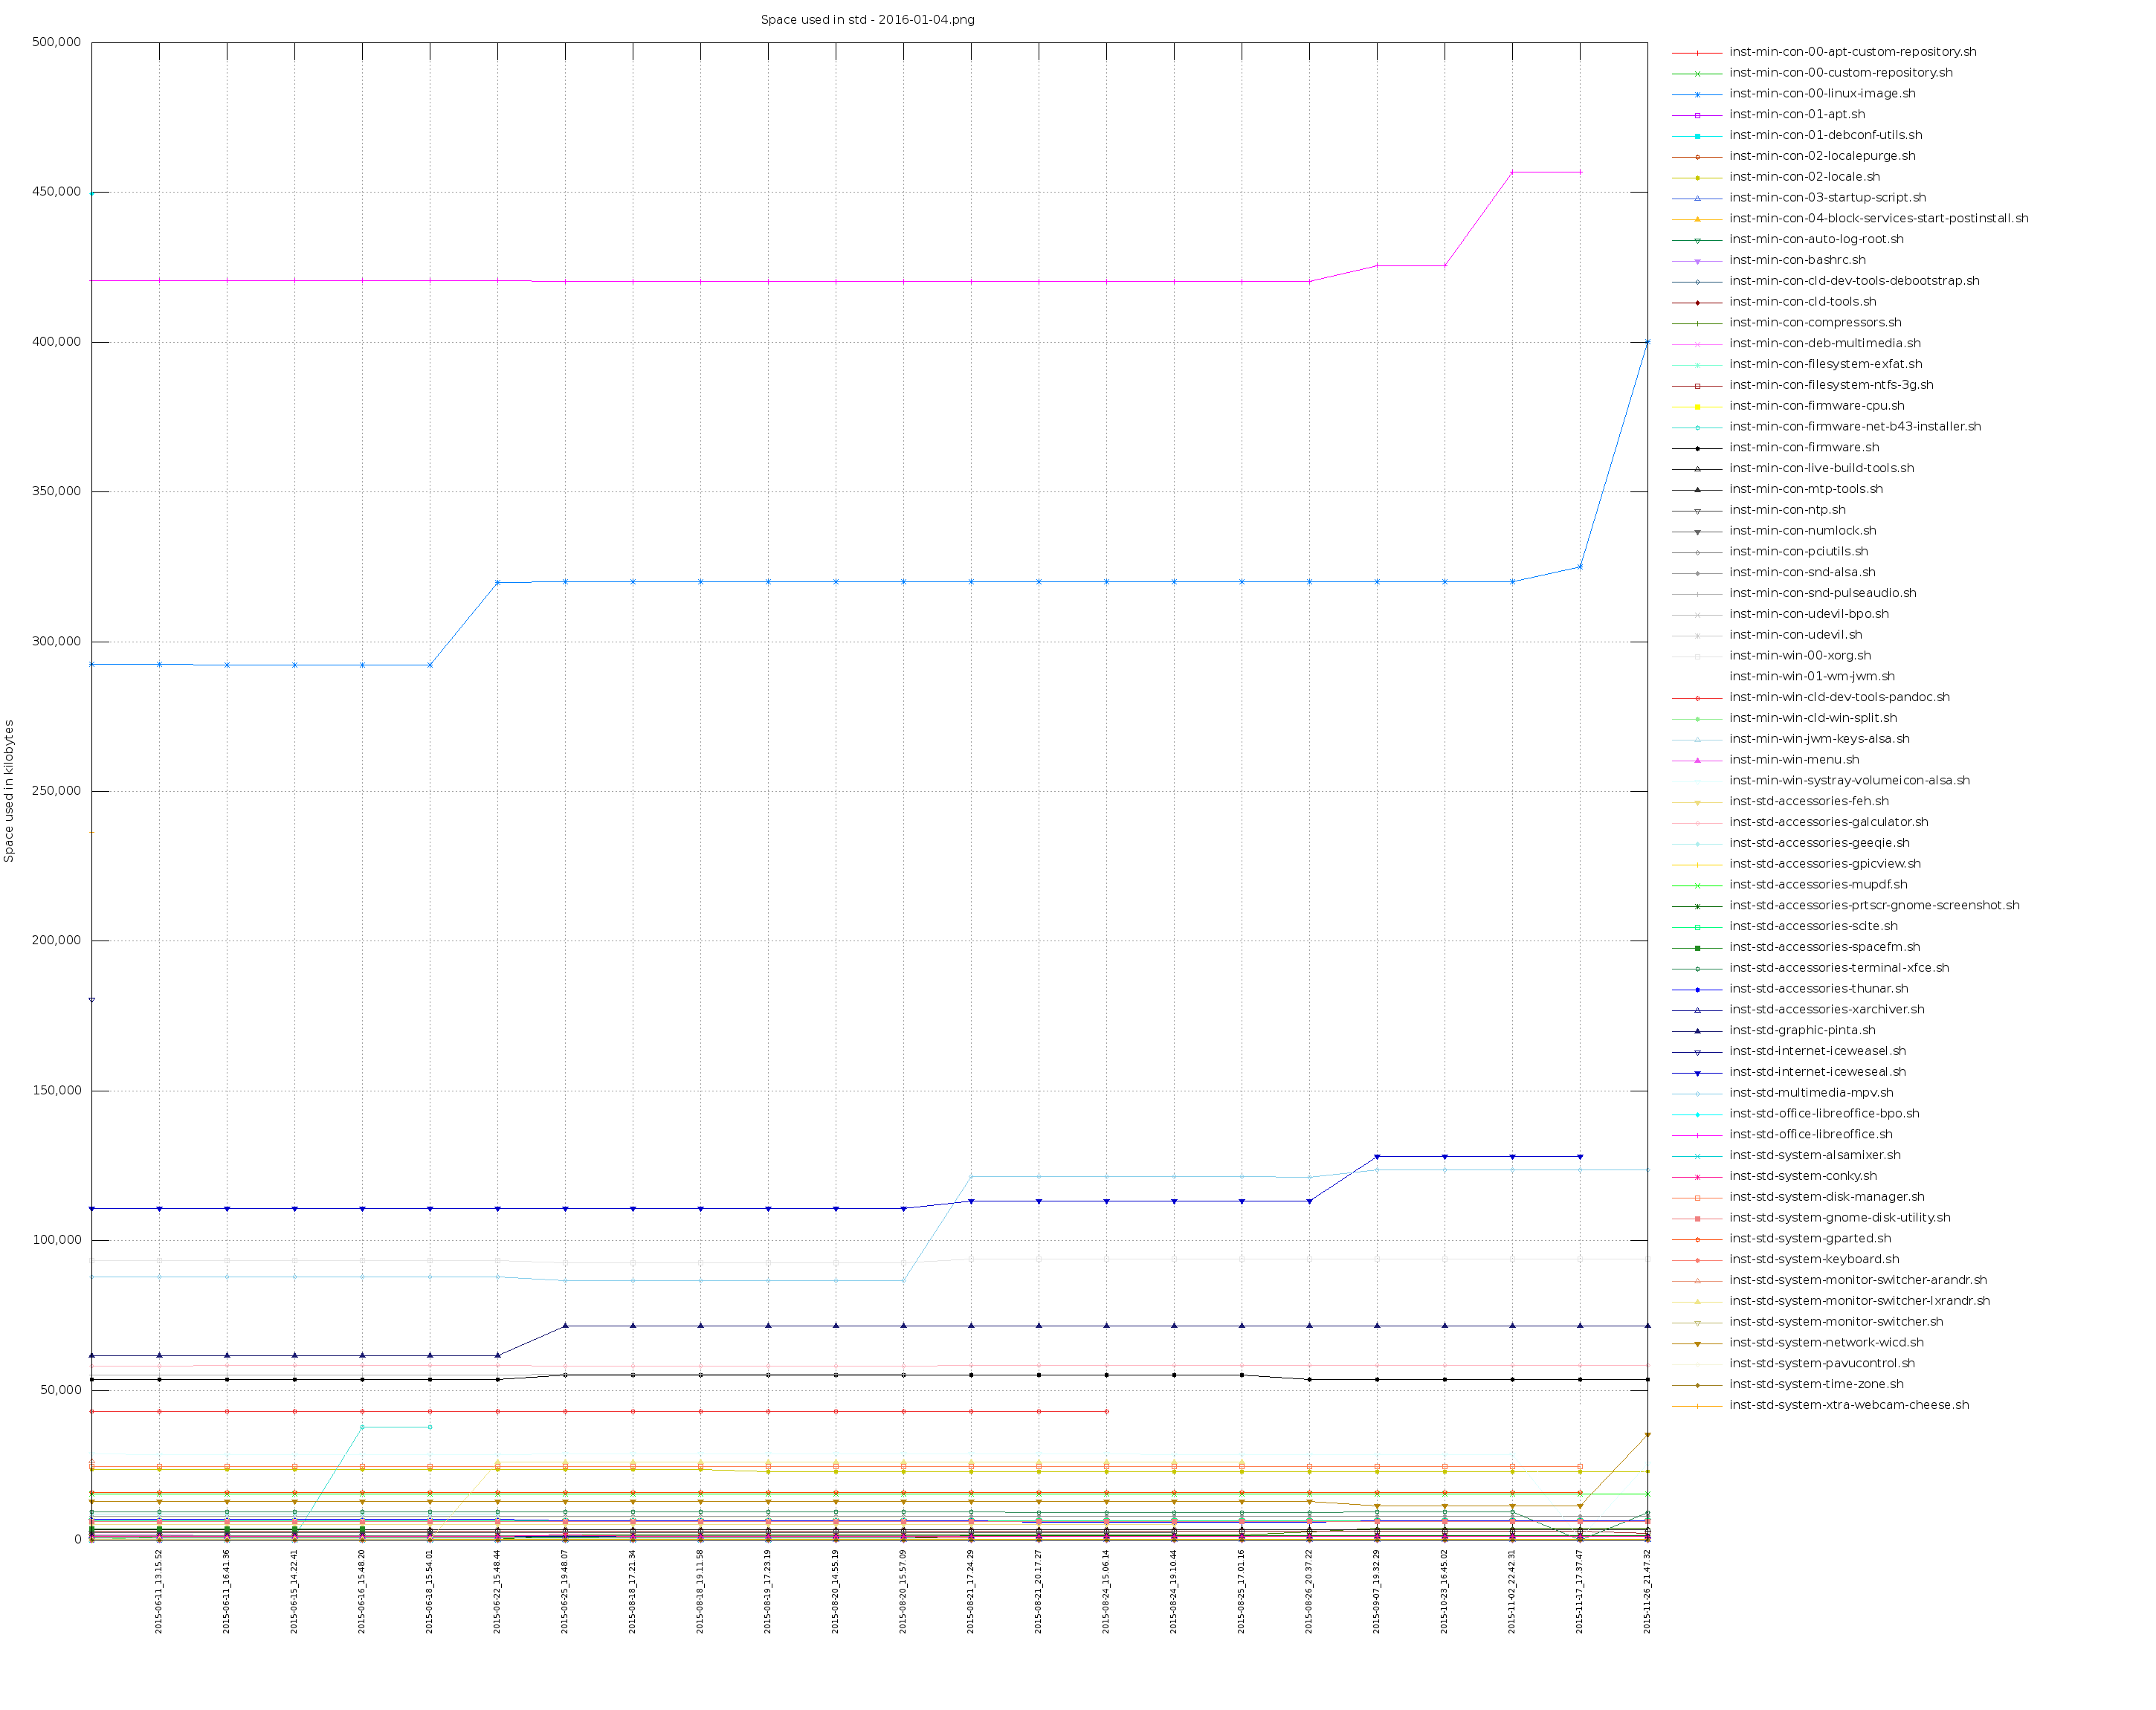 Space used in std - 2016-01-04.png
Space used in kilobytes
500,000
450,000
400,000
350,000
300,000
250,000
200,000
150,000
100,000
50,000
0
2015-06-11_13.15.52
2015-06-11_16.41.36
2015-06-15_14.22.41
2015-06-16_15.48.20
2015-06-18_15.54.01
2015-06-22_15.48.44
2015-06-25_19.48.07
2015-08-18_17.21.34
2015-08-18_19.11.58
2015-08-19_17.23.19
2015-08-20_14.55.19
2015-08-20_15.57.09
2015-08-21_17.24.29
2015-08-21_20.17.27
2015-08-24_15.06.14
2015-08-24_19.10.44
2015-08-25_17.01.16
2015-08-26_20.37.22
2015-09-07_19.32.29
2015-10-23_16.45.02
2015-11-02_22.42.31
2015-11-17_17.37.47
2015-11-26_21.47.32
inst-min-con-00-apt-custom-repository.sh
inst-min-con-00-custom-repository.sh
inst-min-con-00-linux-image.sh
inst-min-con-01-apt.sh
inst-min-con-01-debconf-utils.sh
inst-min-con-02-localepurge.sh
inst-min-con-02-locale.sh
inst-min-con-03-startup-script.sh
inst-min-con-04-block-services-start-postinstall.sh
inst-min-con-auto-log-root.sh
inst-min-con-bashrc.sh
inst-min-con-cld-dev-tools-debootstrap.sh
inst-min-con-cld-tools.sh
inst-min-con-compressors.sh
inst-min-con-deb-multimedia.sh
inst-min-con-filesystem-exfat.sh
inst-min-con-filesystem-ntfs-3g.sh
inst-min-con-firmware-cpu.sh
inst-min-con-firmware-net-b43-installer.sh
inst-min-con-firmware.sh
inst-min-con-live-build-tools.sh
inst-min-con-mtp-tools.sh
inst-min-con-ntp.sh
inst-min-con-numlock.sh
inst-min-con-pciutils.sh
inst-min-con-snd-alsa.sh
inst-min-con-snd-pulseaudio.sh
inst-min-con-udevil-bpo.sh
inst-min-con-udevil.sh
inst-min-win-00-xorg.sh
inst-min-win-01-wm-jwm.sh
inst-min-win-cld-dev-tools-pandoc.sh
inst-min-win-cld-win-split.sh
inst-min-win-jwm-keys-alsa.sh
inst-min-win-menu.sh
inst-min-win-systray-volumeicon-alsa.sh
inst-std-accessories-feh.sh
inst-std-accessories-galculator.sh
inst-std-accessories-geeqie.sh
inst-std-accessories-gpicview.sh
inst-std-accessories-mupdf.sh
inst-std-accessories-prtscr-gnome-screenshot.sh
inst-std-accessories-scite.sh
inst-std-accessories-spacefm.sh
inst-std-accessories-terminal-xfce.sh
inst-std-accessories-thunar.sh
inst-std-accessories-xarchiver.sh
inst-std-graphic-pinta.sh
inst-std-internet-iceweasel.sh
inst-std-internet-iceweseal.sh
inst-std-multimedia-mpv.sh
inst-std-office-libreoffice-bpo.sh
inst-std-office-libreoffice.sh
inst-std-system-alsamixer.sh
inst-std-system-conky.sh
inst-std-system-disk-manager.sh
inst-std-system-gnome-disk-utility.sh
inst-std-system-gparted.sh
inst-std-system-keyboard.sh
inst-std-system-monitor-switcher-arandr.sh
inst-std-system-monitor-switcher-lxrandr.sh
inst-std-system-monitor-switcher.sh
inst-std-system-network-wicd.sh
inst-std-system-pavucontrol.sh
inst-std-system-time-zone.sh
inst-std-system-xtra-webcam-cheese.sh